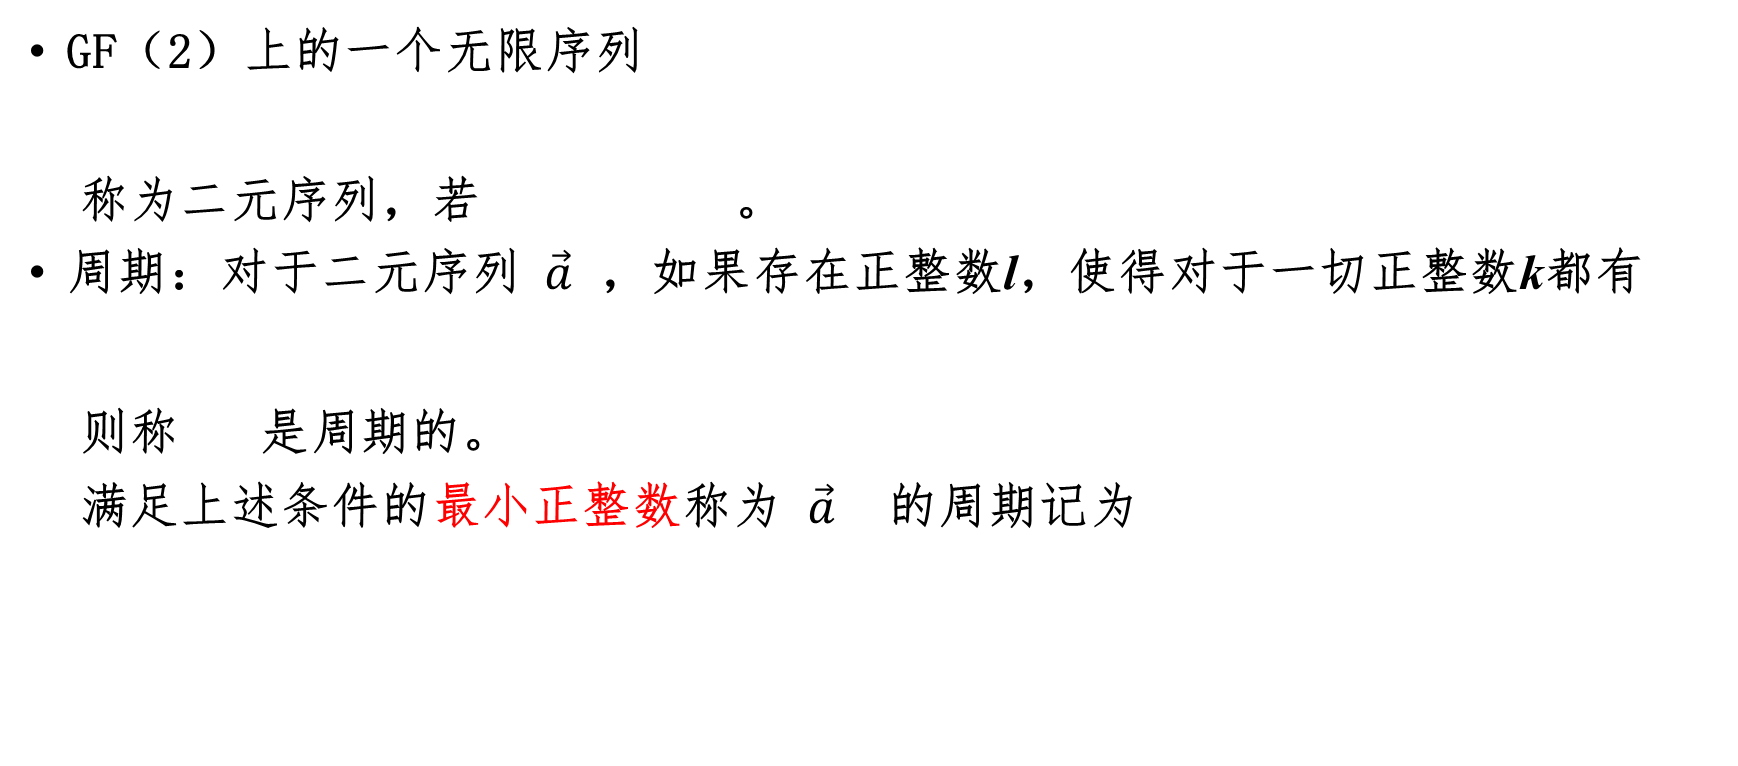 • GF（2）上的一个无限序列
称为二元序列，若 。
• 周期：对于二元序列 a⃗ ，如果存在正整数l，使得对于一切正整数k都有
则称 是周期的。
满足上述条件的最小正整数称为 a⃗ 的周期记为